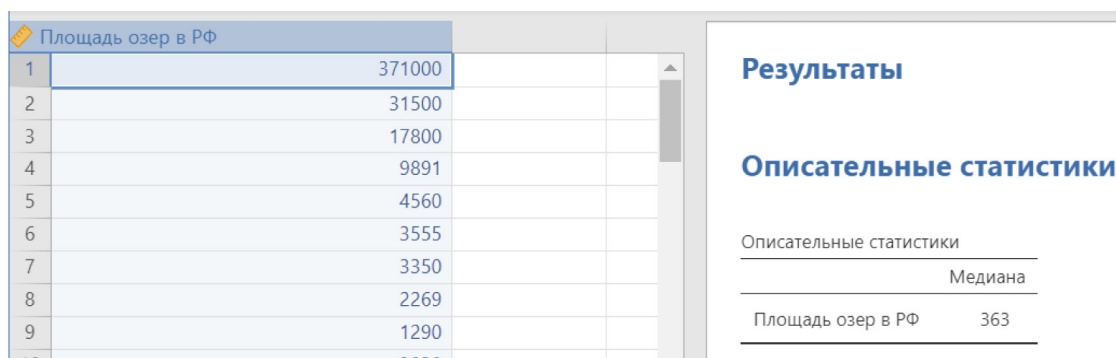 Площадь озер в РФ
1 371000
2 31500
3 17800
4 9891
5 4560
6 3555
7 3350
8 2269
9 1290
Результаты
Описательные статистики
Описательные статистики
Медиана
Площадь озер в РФ 363